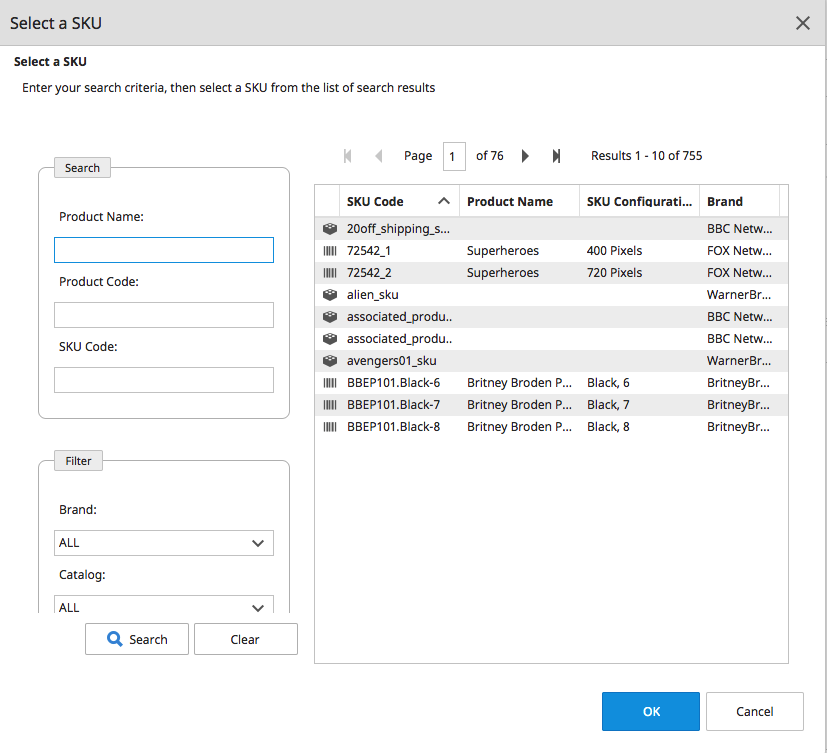 Select a SKU
Select a SKU
Enter your search criteria, then select a SKU from the list of search results
Search
Product Name:
Product Code:
SKU Code:
Filter
Brand:
ALL
Catalog:
ALL
Search Clear
Page 1 of 76 Results 1 - 10 of 755
SKU Code Product Name SKU Configurati... Brand
20off_shipping_s... BBC Netw...
72542_1 Superheroes 400 Pixels FOX Netw...
72542_2 Superheroes 720 Pixels FOX Netw...
alien_sku WarnerBr...
associated_produ.. BBC Netw...
associated_produ.. BBC Netw...
avengers01_sku WarnerBr...
BBEP101.Black-6 Britney Broden P... Black, 6 BritneyBr...
BBEP101.Black-7 Britney Broden P... Black, 7 BritneyBr...
BBEP101.Black-8 Britney Broden P... Black, 8 BritneyBr...
OK Cancel